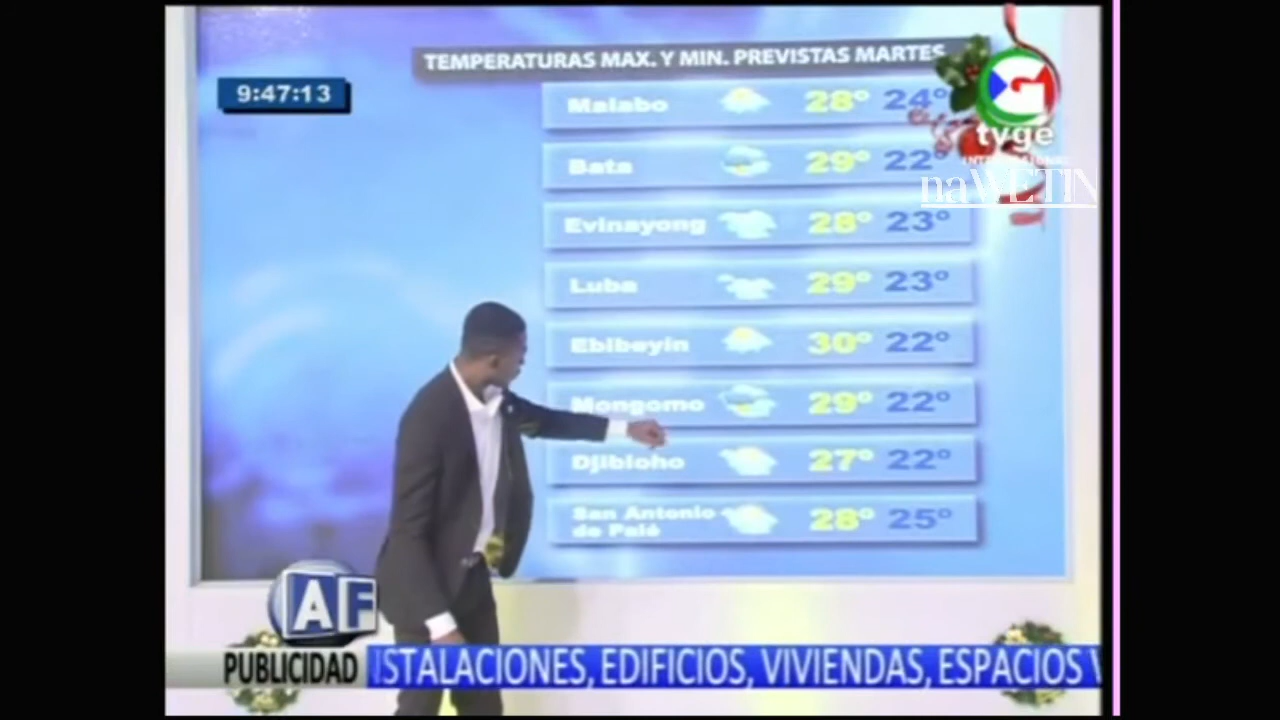 TEMPERATURAS MAX. Y MIN. PREVISTAS MARTES
9:47:13
Malabo 28° 24°
Bata 29° 22°
Evinayong 28° 23°
Luba 29° 23°
Ebibeyin 30° 22°
Mongomo 29° 22°
Djibloho 27° 22°
San Antonio de Palé 28° 25°
tvge
naWETIN
AF
PUBLICIDAD
ISTALACIONES, EDIFICIOS, VIVIENDAS, ESPACIOS V